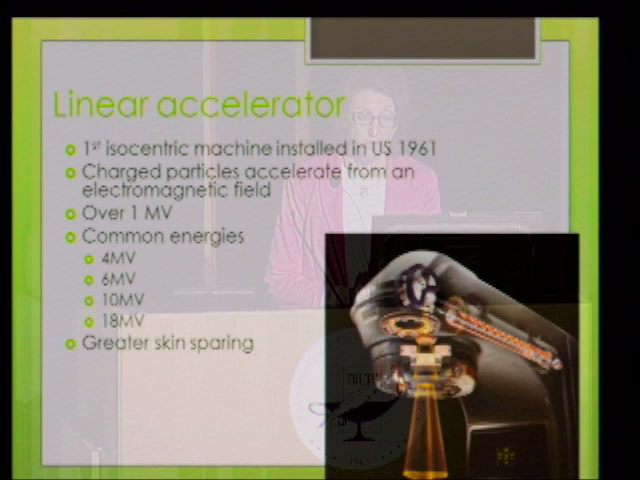 Linear accelerator
1st isocentric machine installed in US 1961
Charged particles accelerate from an
electromagnetic field
Over 1 MV
Common energies
4MV
6MV
10MV
18MV
Greater skin sparing
TRUTH